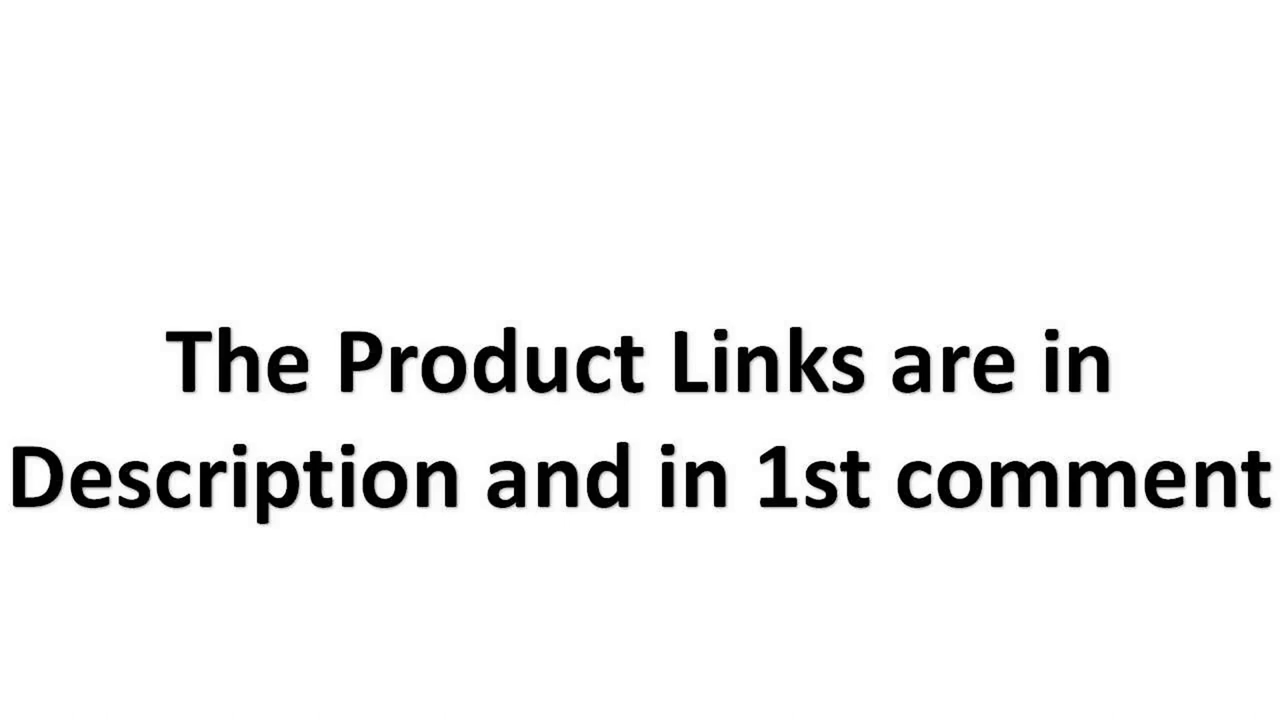 The Product Links are in
Description and in 1st comment